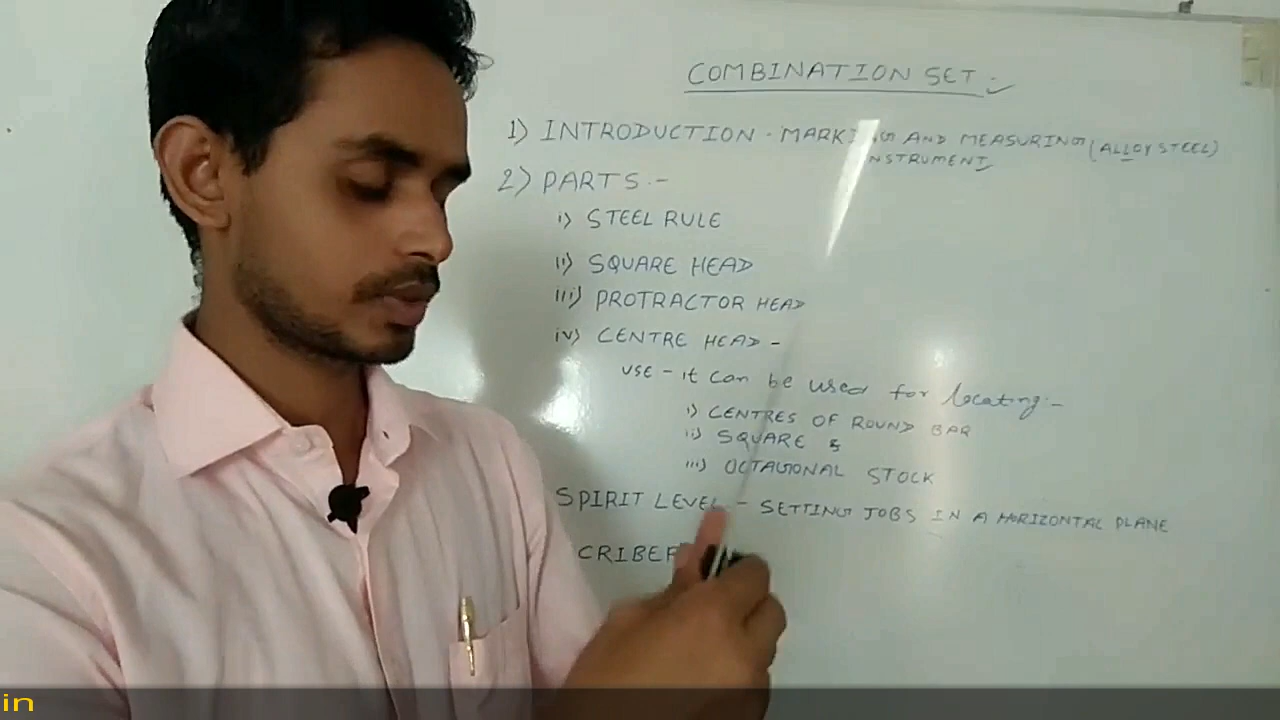 COMBINATION SET :-
1) INTRODUCTION - MARK AND MEASURING (ALLOY STEEL)
NSTRUMENT
2) PARTS :-
i) STEEL RULE
ii) SQUARE HEAD
iii) PROTRACTOR HEAD
iv) CENTRE HEAD -
USE - it can be used for locating :-
i) CENTRES OF ROUND BAR
ii) SQUARE &
iii) OCTAGONAL STOCK
SPIRIT LEVEL - SETTING JOBS IN A HORIZONTAL PLANE
CRIBER
in